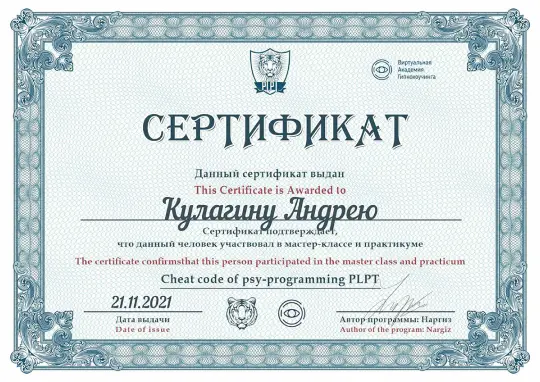 PLPT
Виртуальная
Академия
Гипнокоучинга
СЕРТИФИКАТ
Данный сертификат выдан
This Certificate is Awarded to
Кулагину Андрею
Сертификат подтверждает,
что данный человек участвовал в мастер-классе и практикуме
The certificate confirmsthat this person participated in the master class and practicum
Cheat code of psy-programming PLPT
21.11.2021
Дата выдачи
Date of issue
Автор программы: Наргиз
Author of the program: Nargiz